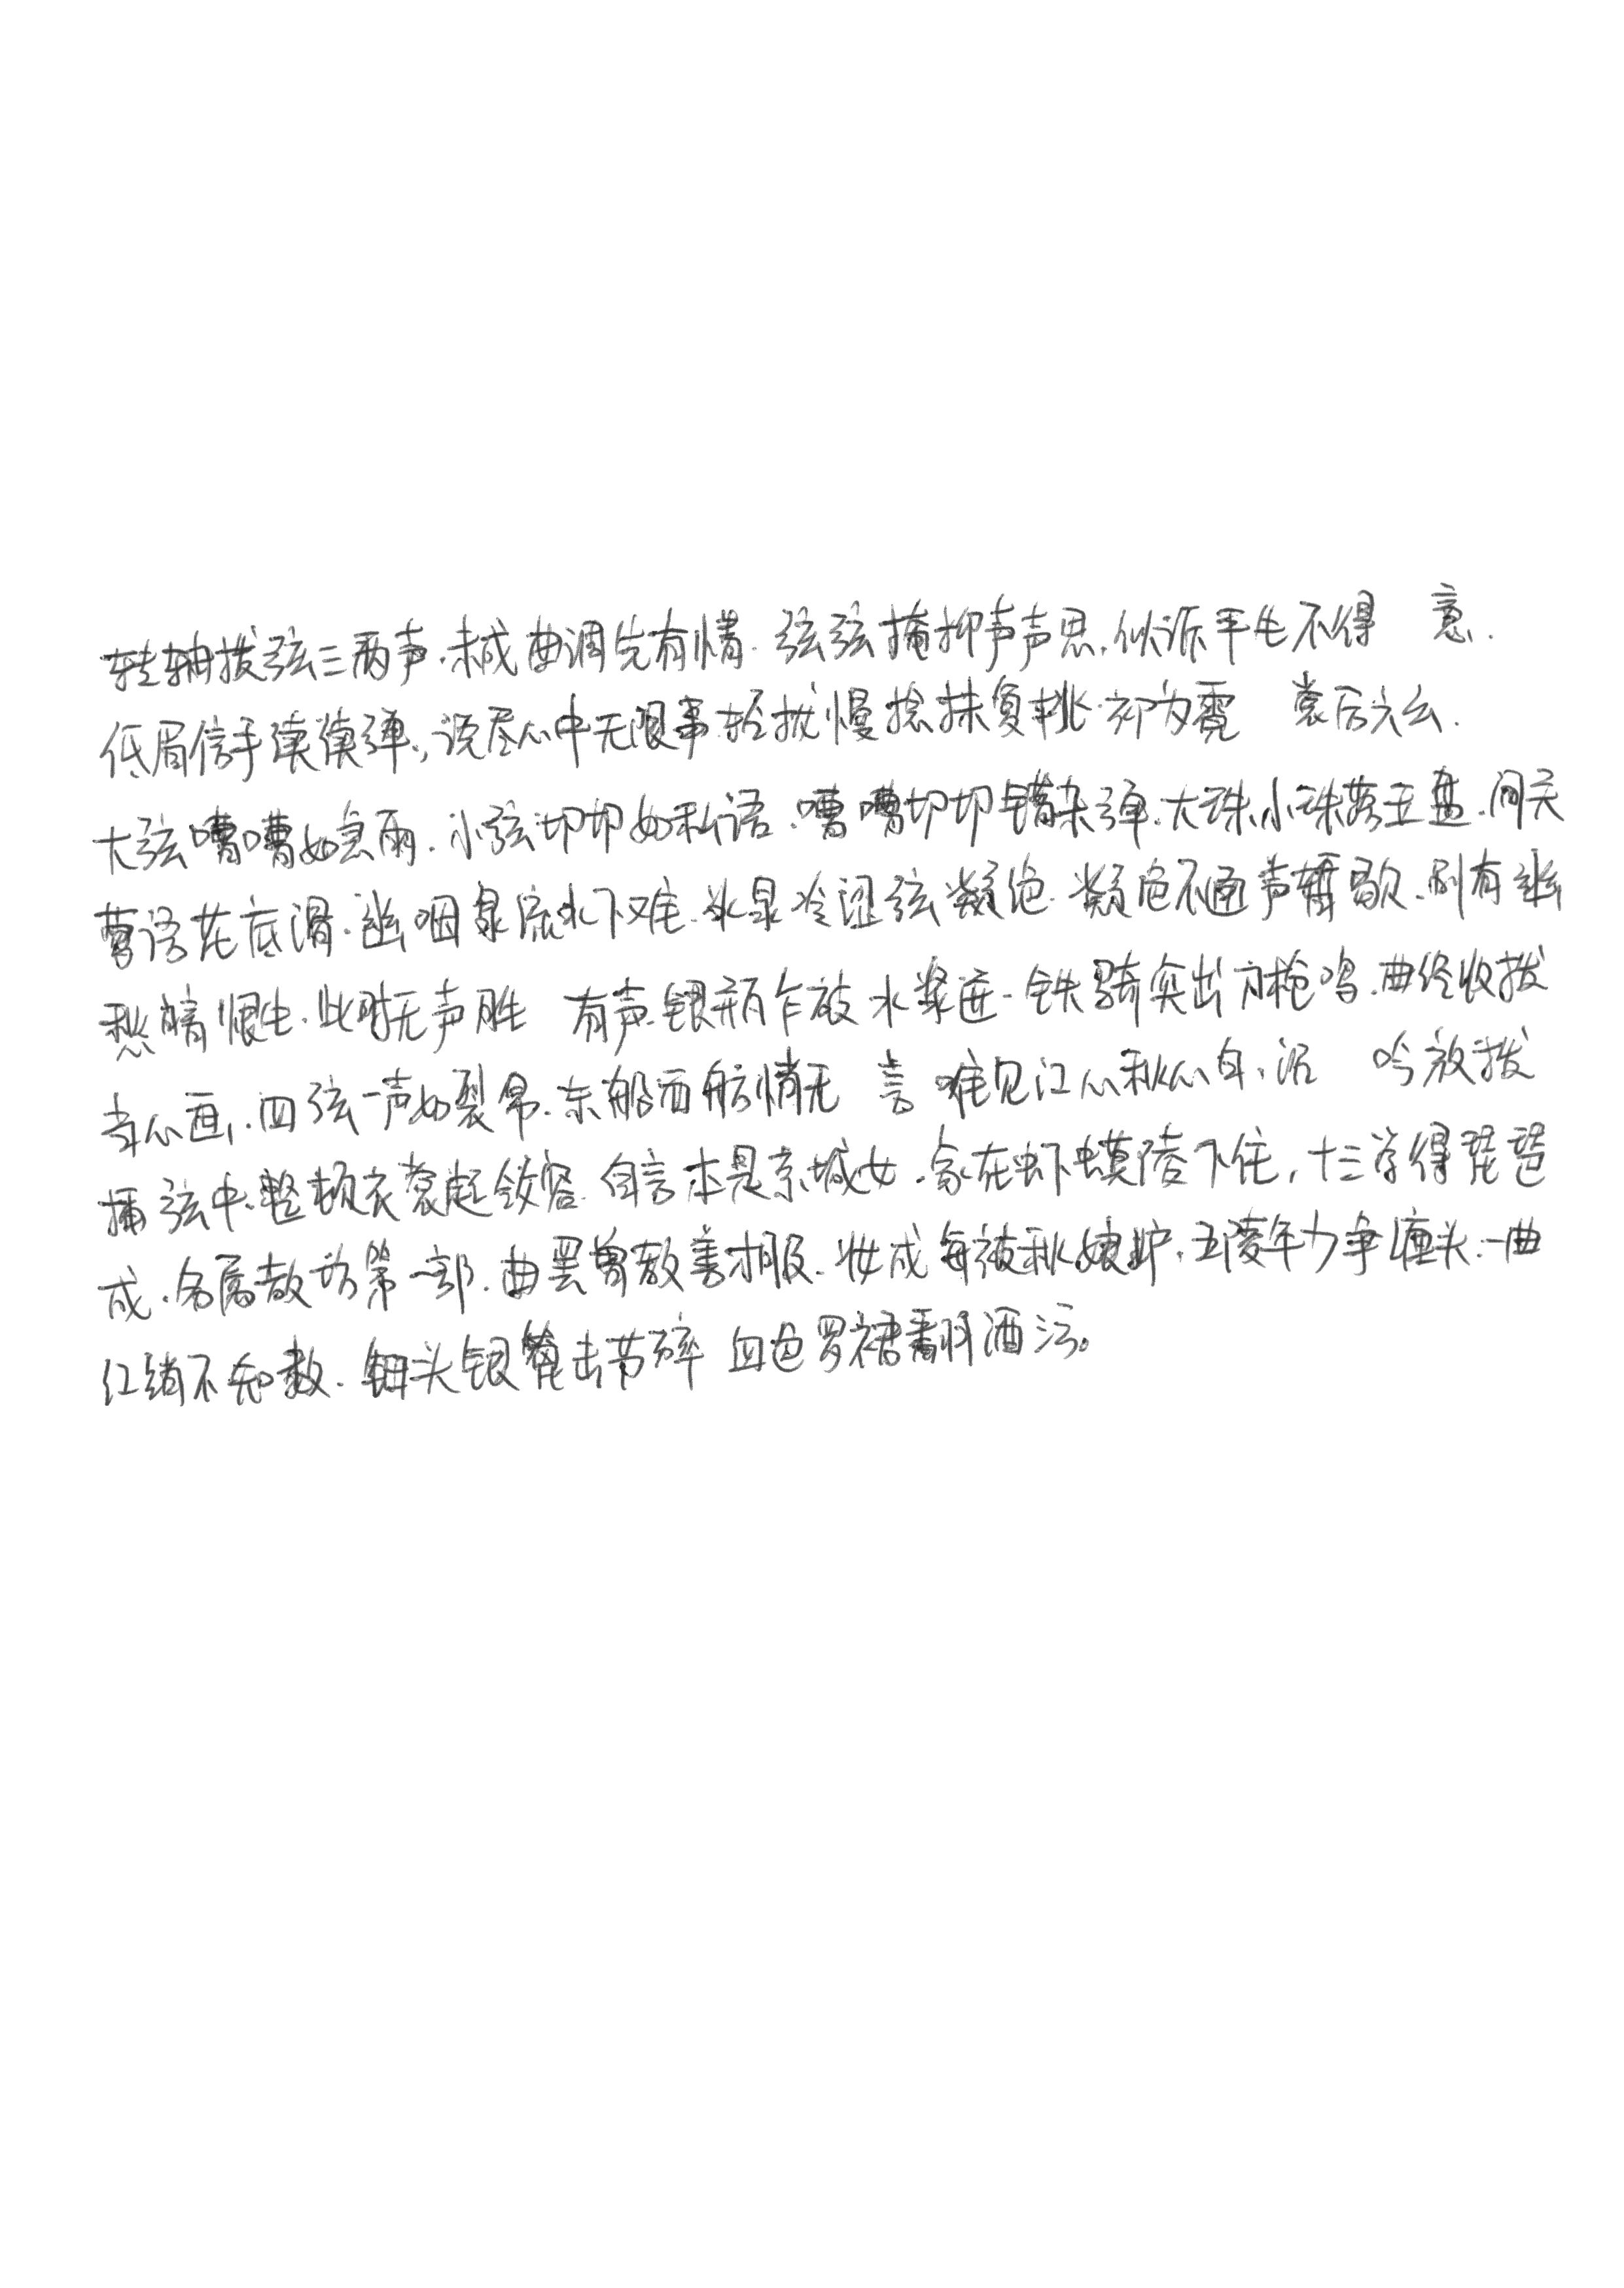 转轴拨弦三两声.未成曲调先有情.弦弦掩抑声声思,似诉平生不得 意.
低眉信手续续弹,说尽心中无限事.轻拢慢捻抹复挑.初为霓 裳后六幺.
大弦嘈嘈如急雨.小弦切切如私语.嘈嘈切切错杂弹.大珠小珠落玉盘.间关
莺语花底滑.幽咽泉流水下难.冰泉冷涩弦凝绝.凝绝不通声暂歇.别有幽
愁暗恨生.此时无声胜 有声.银瓶乍破水浆迸.铁骑突出刀枪鸣.曲终收拨
当心画.四弦一声如裂帛.东船西舫悄无 言 唯见江心秋心白.沉 吟放拨
插弦中.整顿衣裳起敛容.自言本是京城女.家在虾蟆陵下住,十三学得琵琶
成.名属教坊第一部.曲罢曾教善才服.妆成每被秋娘妒.五陵年少争缠头.一曲
红绡不知数.钿头银篦击节碎 血色罗裙翻酒污。